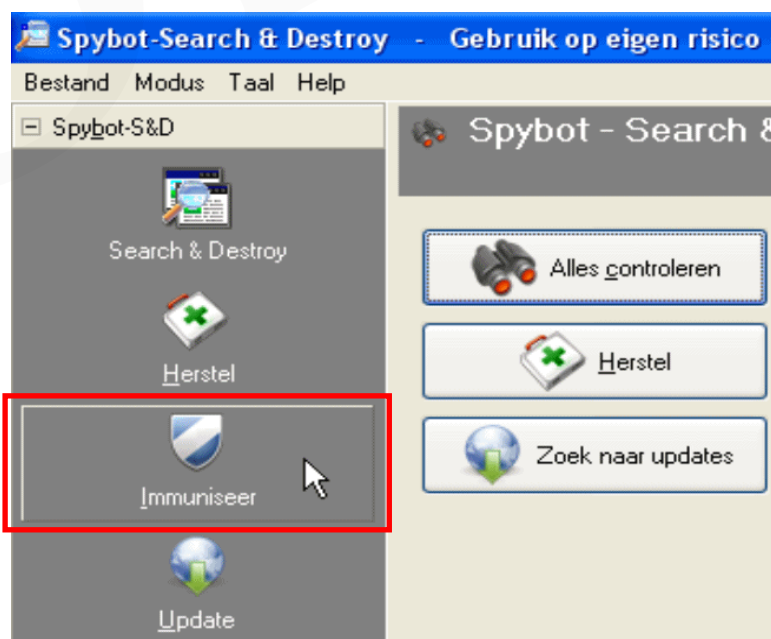 Spybot-Search & Destroy - Gebruik op eigen risico
Bestand Modus Taal Help
Spybot-S&D
Search & Destroy
Herstel
Immuniseer
Update
Spybot - Search &
Alles controleren
Herstel
Zoek naar updates